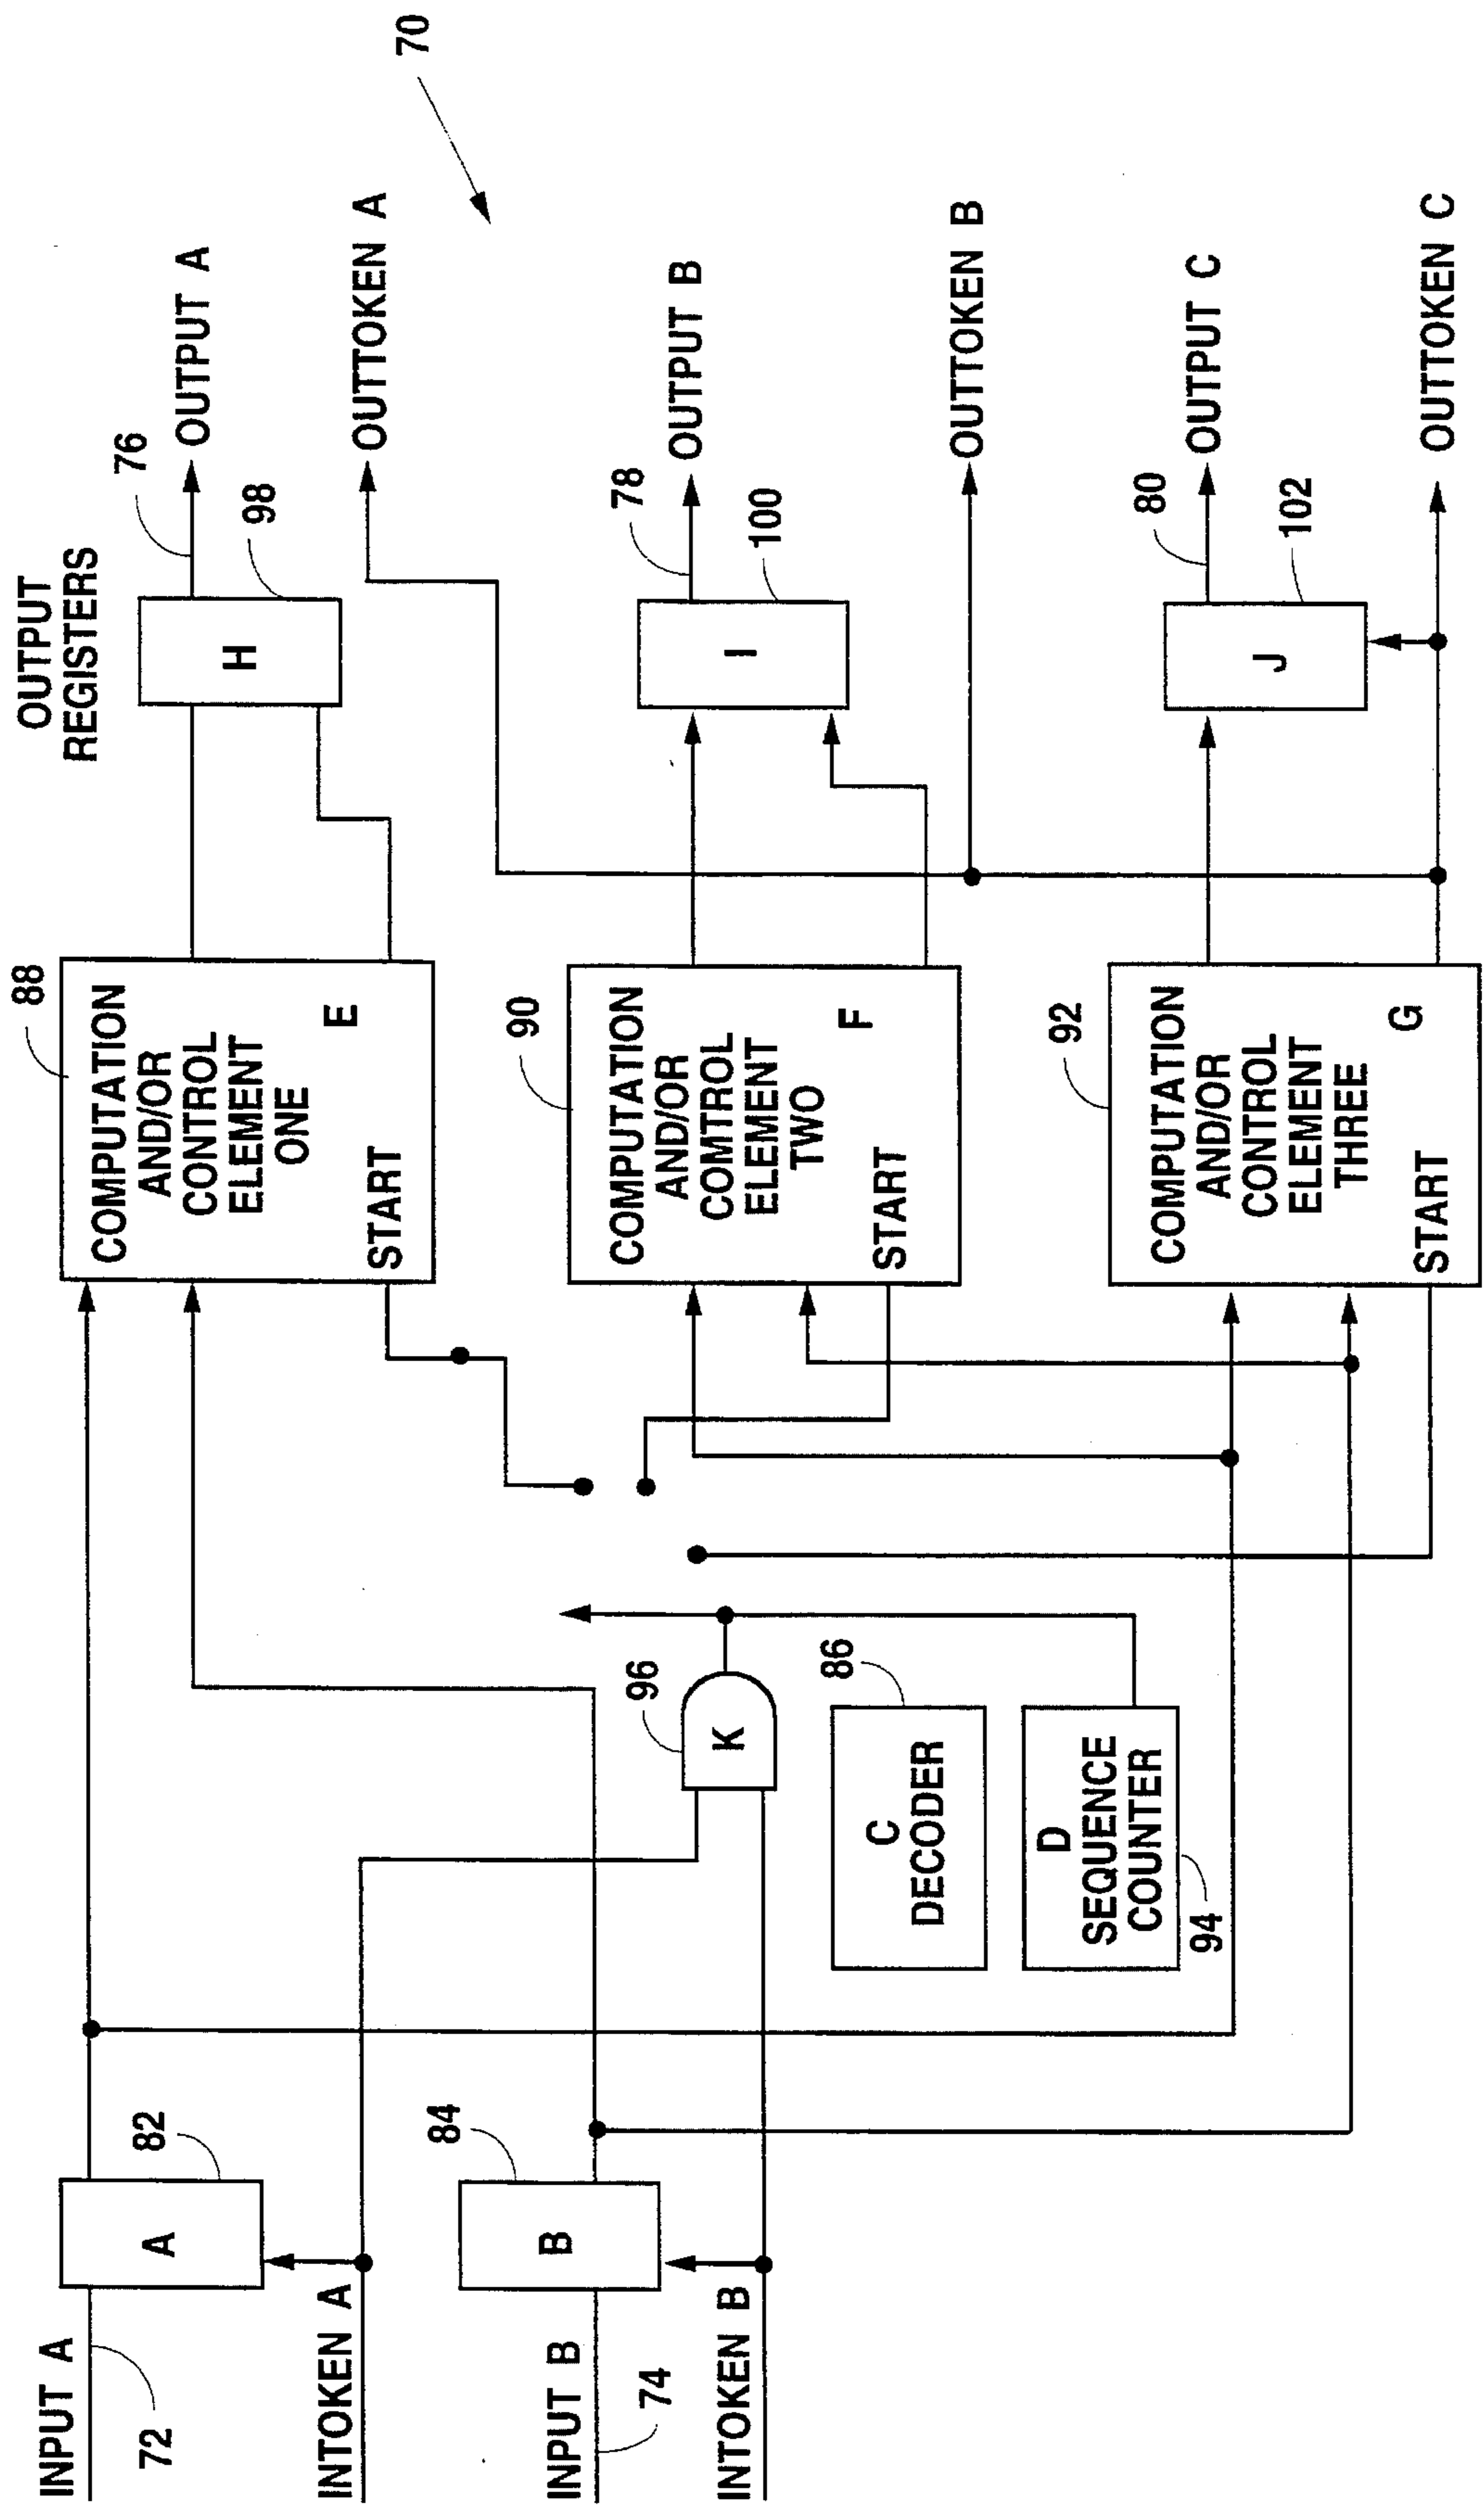 INPUT A
72
INTOKEN A
INPUT B
74
INTOKEN B
A
82
B
84
C
DECODER
86
D
SEQUENCE
COUNTER
94
K
96
88
COMPUTATION
AND/OR
CONTROL
ELEMENT
ONE
E
START
90
COMPUTATION
AND/OR
COMTROL
ELEMENT
TWO
F
START
92
COMPUTATION
AND/OR
CONTROL
ELEMENT
THREE
G
START
OUTPUT
REGISTERS
H
98
76
OUTPUT A
OUTTOKEN A
I
100
78
OUTPUT B
OUTTOKEN B
J
102
80
OUTPUT C
OUTTOKEN C
70